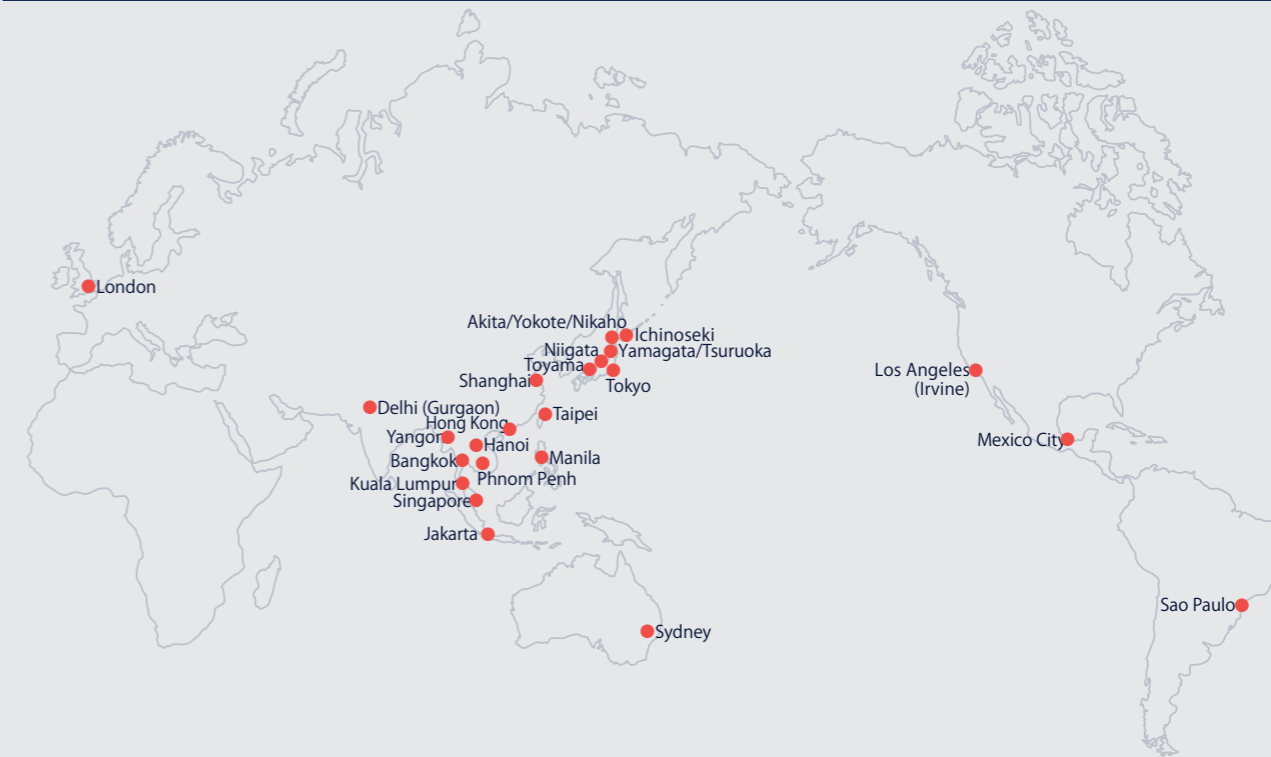 London
Akita/Yokote/Nikaho
Ichinoseki
Niigata
Yamagata/Tsuruoka
Toyama
Tokyo
Shanghai
Los Angeles
(Irvine)
Delhi (Gurgaon)
Taipei
Hong Kong
Yangon
Hanoi
Mexico City
Bangkok
Manila
Phnom Penh
Kuala Lumpur
Singapore
Jakarta
Sao Paulo
Sydney